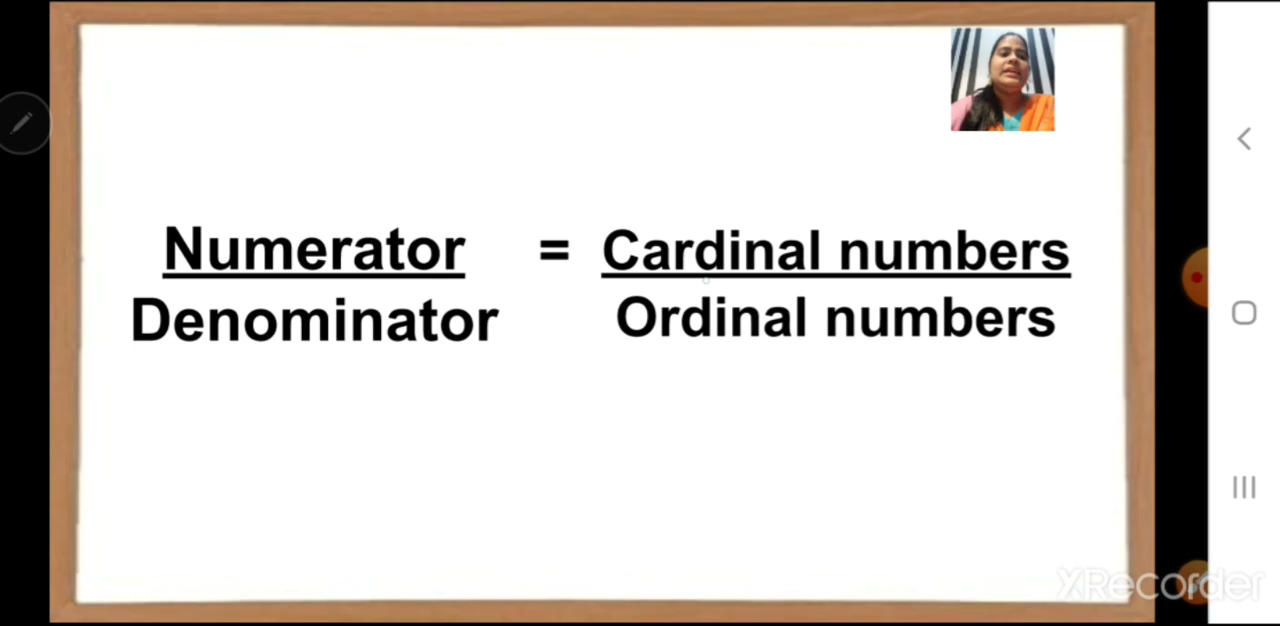 Numerator = Cardinal numbers
Denominator Ordinal numbers
XRecorder